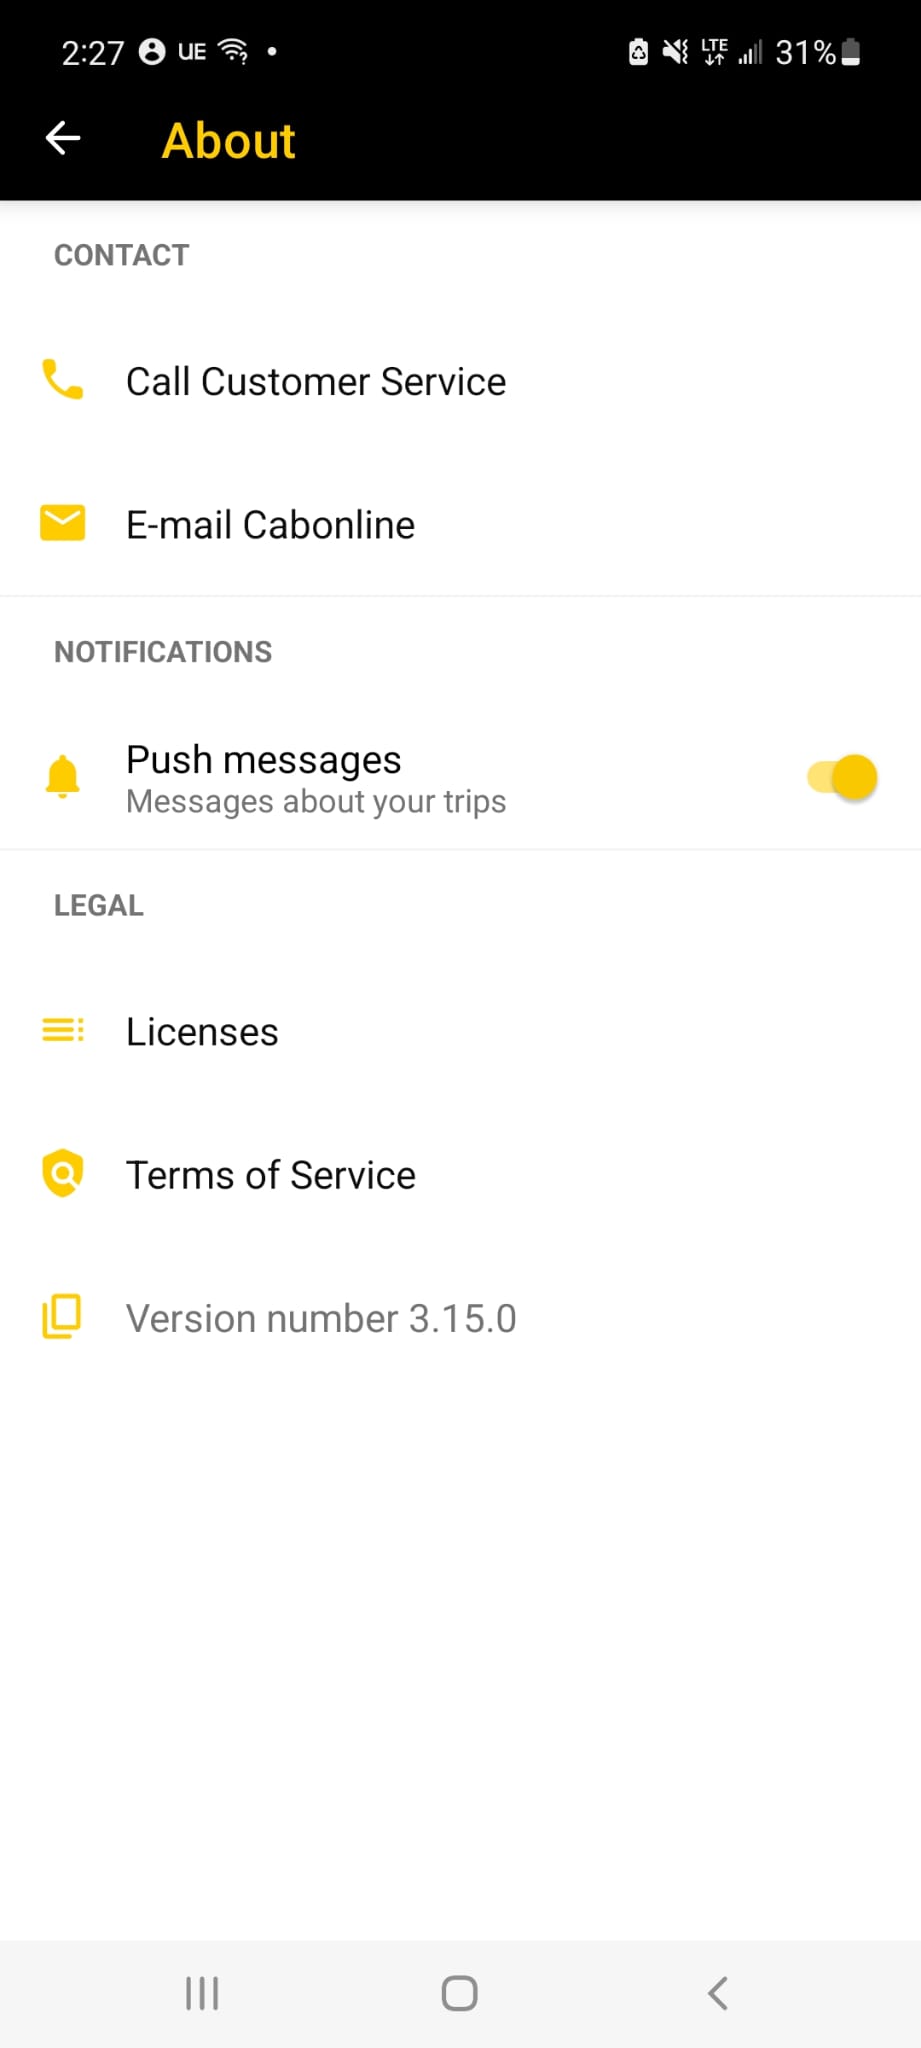 2:27 UE LTE 31%
About
CONTACT
Call Customer Service
E-mail Cabonline
NOTIFICATIONS
Push messages
Messages about your trips
LEGAL
Licenses
Terms of Service
Version number 3.15.0